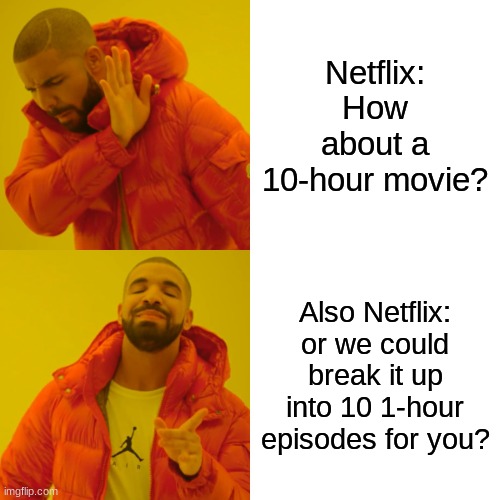 Netflix:
How
about a
10-hour movie?
Also Netflix:
or we could
break it up
into 10 1-hour
episodes for you?
AIR
imgflip.com